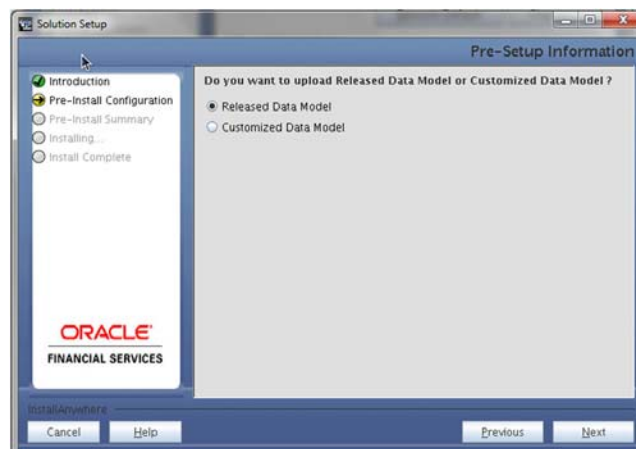 Solution Setup
Pre-Setup Information
Introduction
Pre-Install Configuration
Pre-Install Summary
Installing...
Install Complete
Do you want to upload Released Data Model or Customized Data Model ?
Released Data Model
Customized Data Model
ORACLE
FINANCIAL SERVICES
InstallAnywhere
Cancel
Help
Previous
Next